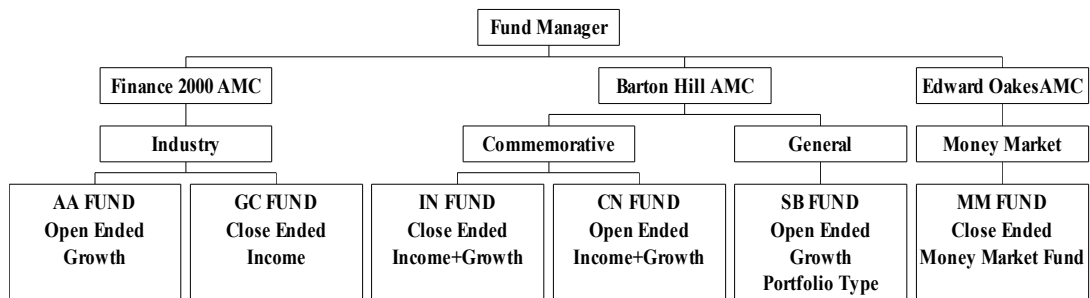 Fund Manager
Finance 2000 AMC
Barton Hill AMC
Edward OakesAMC
Industry
Commemorative
General
Money Market
AA FUND
Open Ended
Growth
GC FUND
Close Ended
Income
IN FUND
Close Ended
Income+Growth
CN FUND
Open Ended
Income+Growth
SB FUND
Open Ended
Growth
Portfolio Type
MM FUND
Close Ended
Money Market Fund